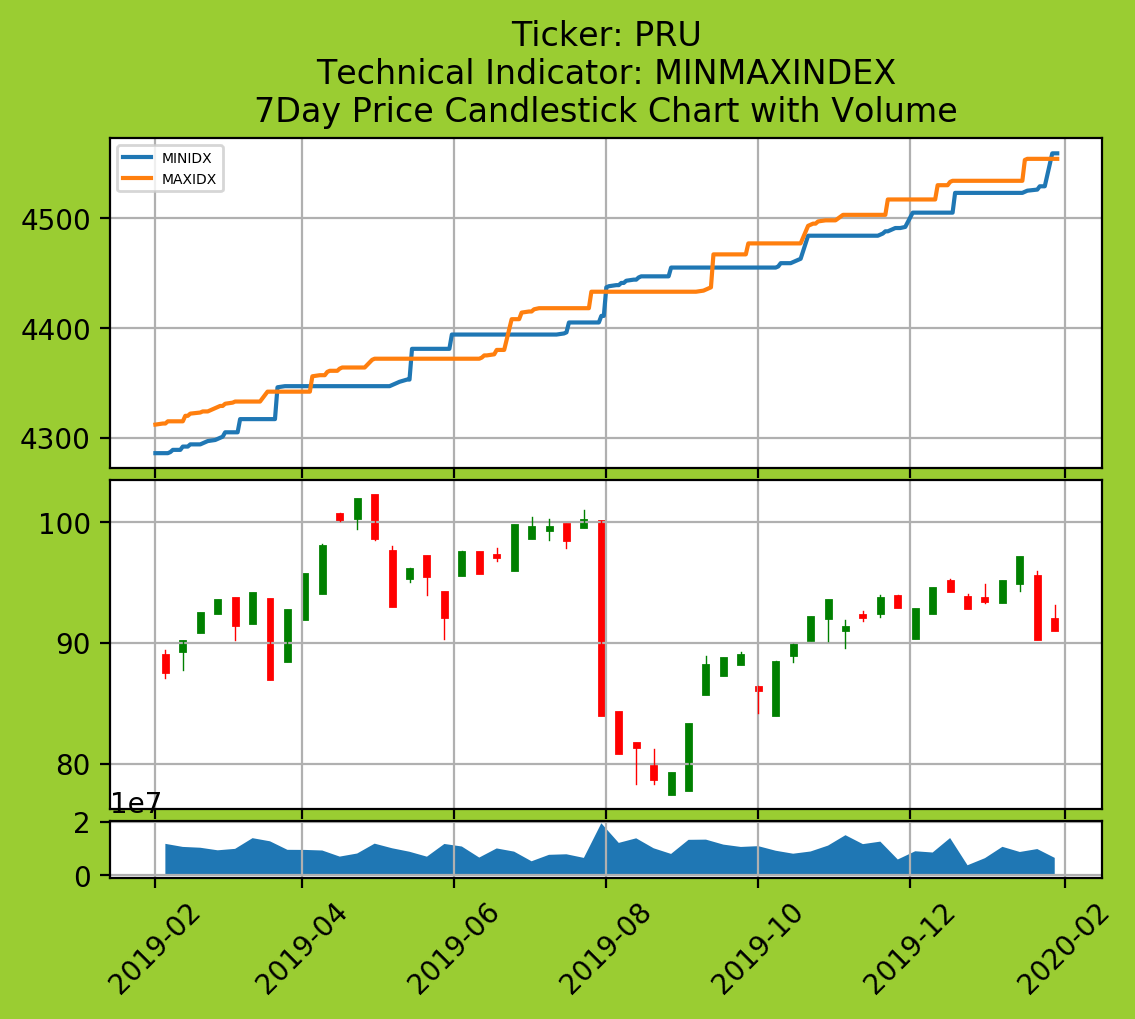 Ticker: PRU
Technical Indicator: MINMAXINDEX
7Day Price Candlestick Chart with Volume
MINIDX
MAXIDX
4500
4400
4300
100
90
80
1e7
2
0
2019-02
2019-04
2019-06
2019-08
2019-10
2019-12
2020-02